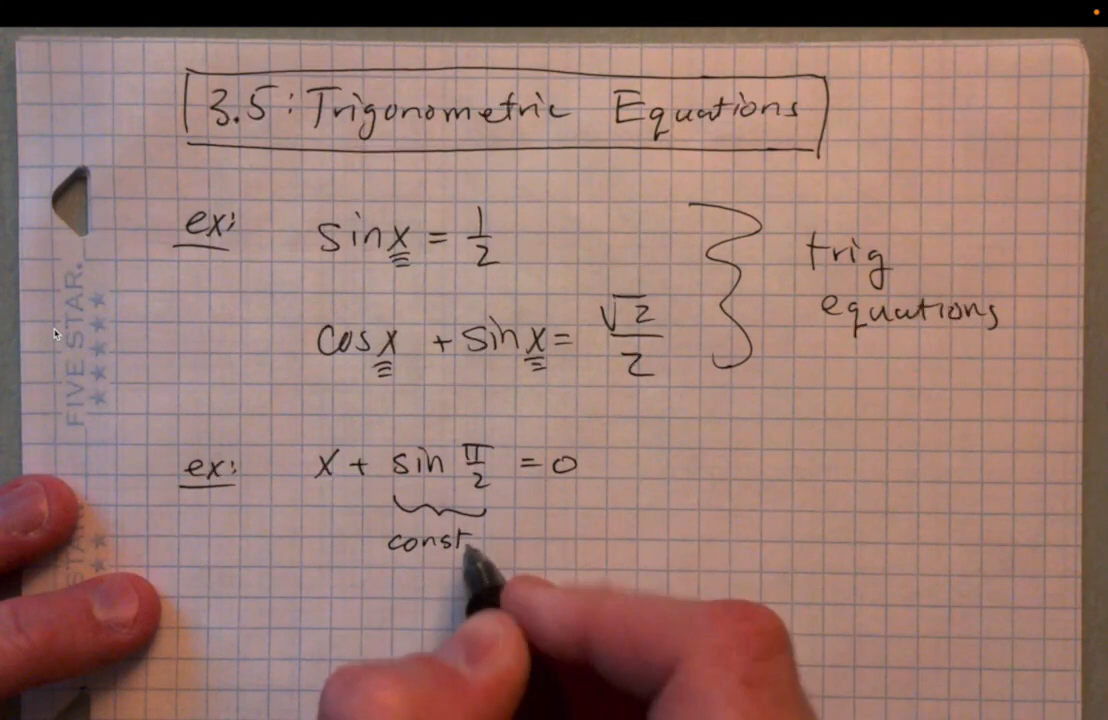 3.5: Trigonometric Equations
ex: sin x = 1/2
cos x + sin x = √2/2
trig
equations
ex: x + sin π/2 = 0
const
FIVE STAR.